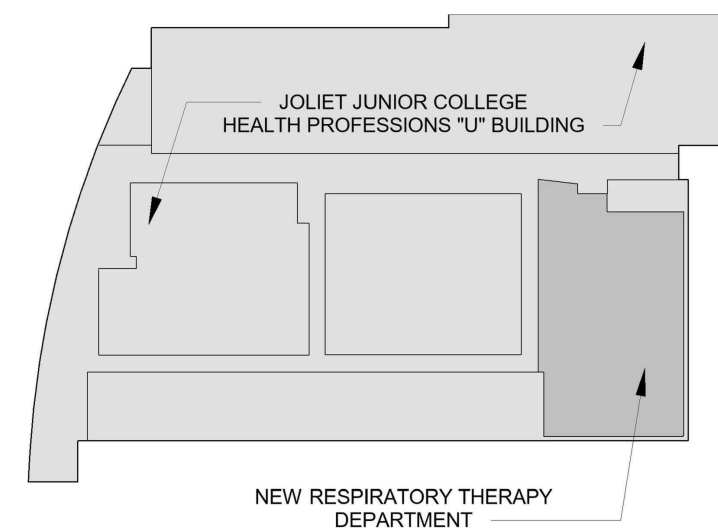 JOLIET JUNIOR COLLEGE
HEALTH PROFESSIONS "U" BUILDING
NEW RESPIRATORY THERAPY
DEPARTMENT